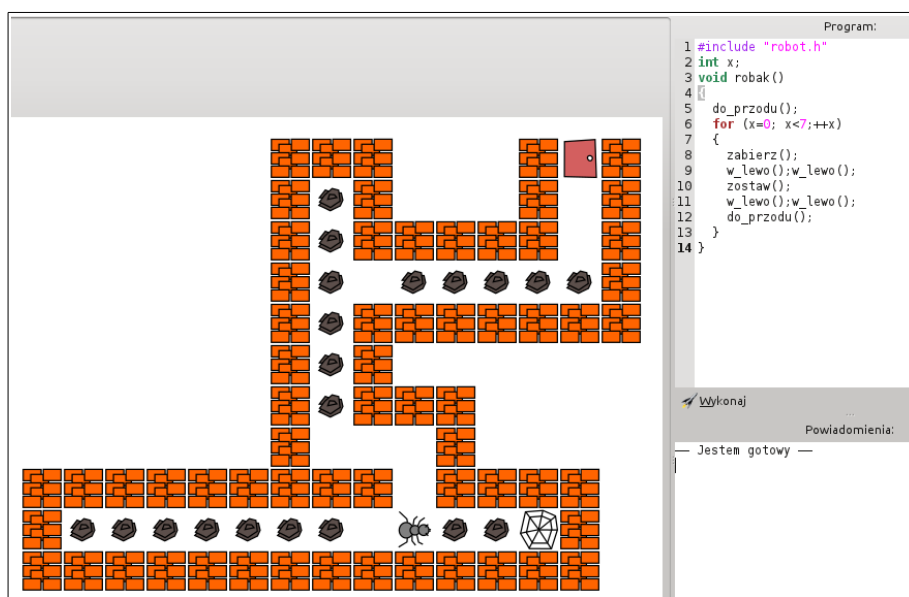 Program:
1 #include "robot.h"
2 int x;
3 void robak()
4 {
5 do_przodu();
6 for (x=0; x<7;++x)
7 {
8 zabierz();
9 w_lewo();w_lewo();
10 zostaw();
11 w_lewo();w_lewo();
12 do_przodu();
13 }
14 }
Wykonaj
Powiadomienia:
— Jestem gotowy —